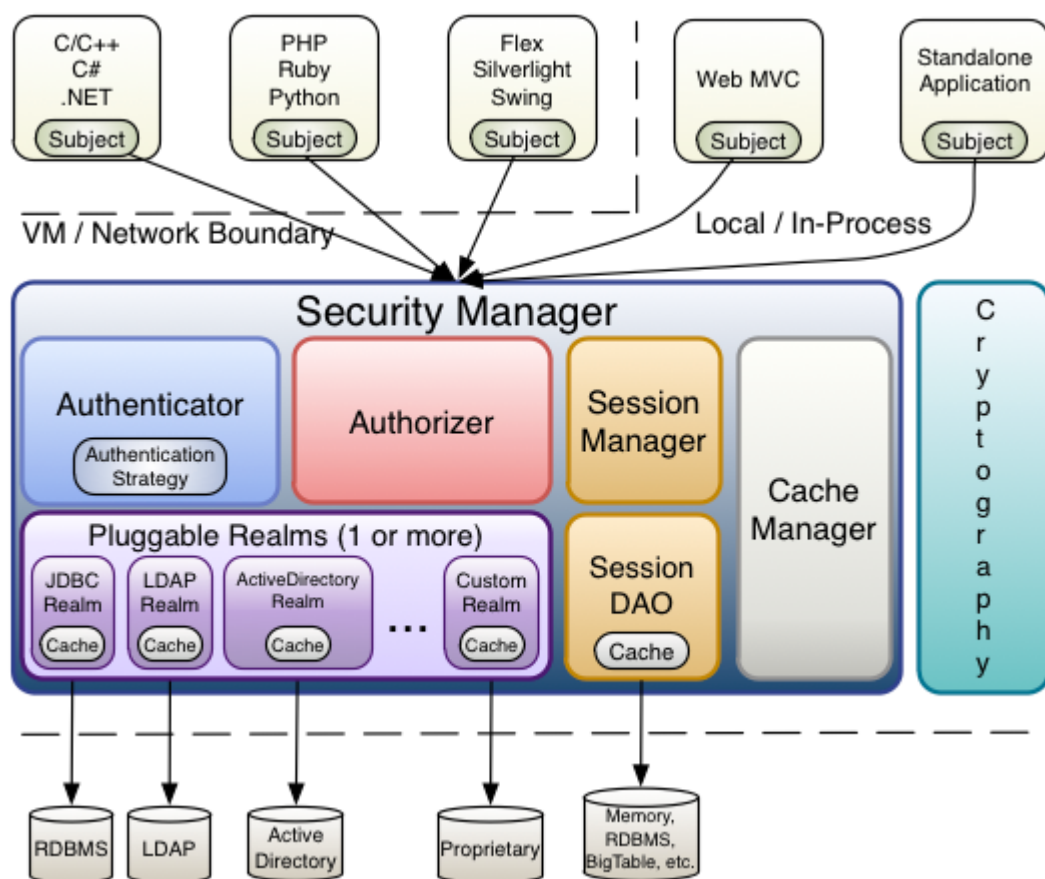 C/C++
C#
.NET
Subject
PHP
Ruby
Python
Subject
Flex
Silverlight
Swing
Subject
Web MVC
Subject
Standalone
Application
Subject
VM / Network Boundary
Local / In-Process
Security Manager
Authenticator
Authentication
Strategy
Authorizer
Session
Manager
Cache
Manager
Pluggable Realms (1 or more)
JDBC
Realm
Cache
LDAP
Realm
Cache
ActiveDirectory
Realm
Cache
...
Custom
Realm
Cache
Session
DAO
Cache
Cryptography
RDBMS
LDAP
Active
Directory
Proprietary
Memory,
RDBMS,
BigTable, etc.